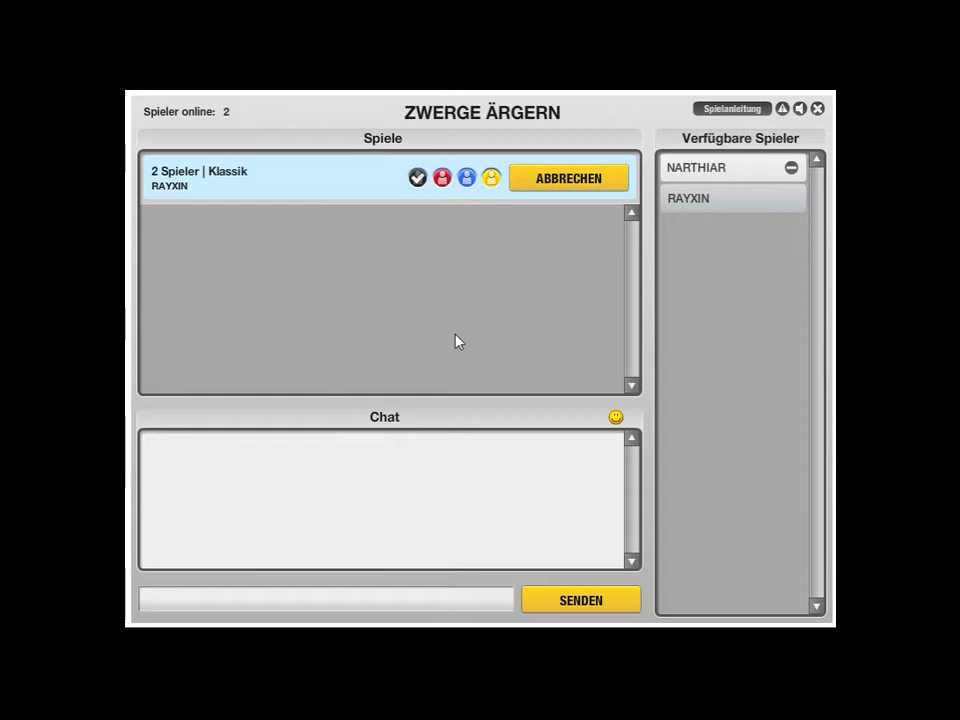 Spieler online: 2
ZWERGE ÄRGERN
Spielanleitung
Spiele
Verfügbare Spieler
2 Spieler | Klassik
RAYXIN
ABBRECHEN
NARTHIAR
RAYXIN
Chat
SENDEN